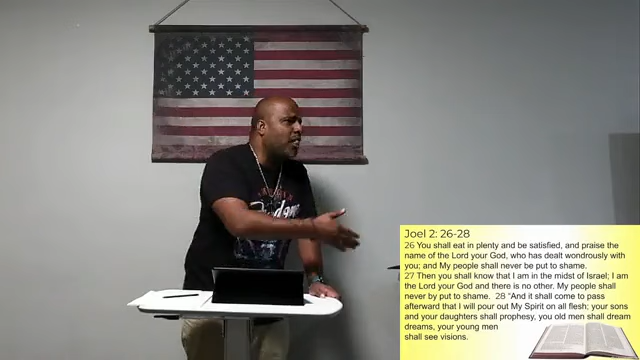 Joel 2: 26-28
26 You shall eat in plenty and be satisfied, and praise the
name of the Lord your God, who has dealt wondrously with
you; and My people shall never be put to shame.
27 Then you shall know that I am in the midst of Israel; I am
the Lord your God and there is no other. My people shall
never by put to shame. 28 "And it shall come to pass
afterward that I will pour out My Spirit on all flesh; your sons
and your daughters shall prophesy, you old men shall dream
dreams, your young men
shall see visions.